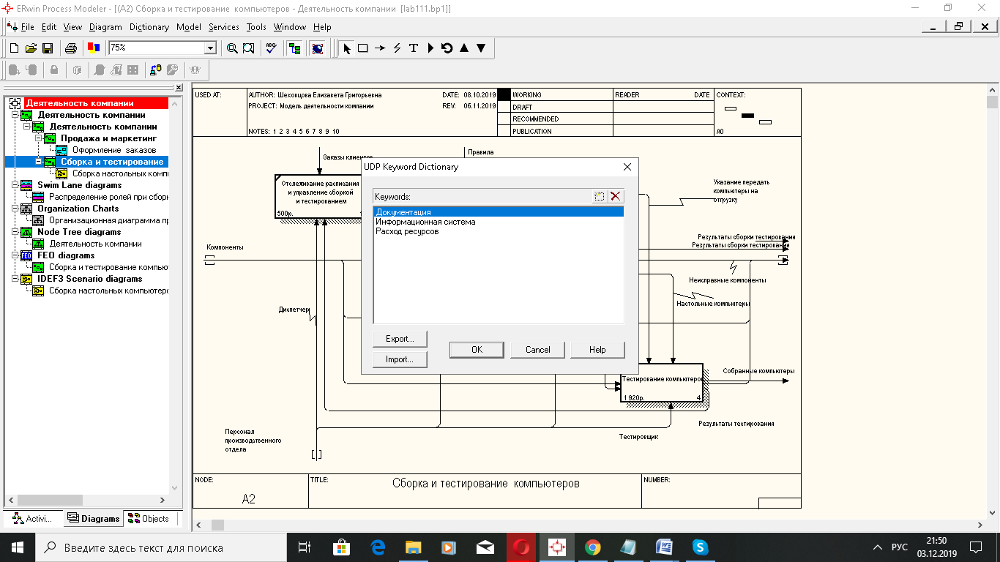 ERwin Process Modeler - [(A2) Сборка и тестирование компьютеров - Деятельность компании [lab111.bp1]]
File Edit View Diagram Dictionary Model Services Tools Window Help
75%
ABC
T
Деятельность компании
Деятельность компании
Деятельность компании
Продажа и маркетинг
Оформление заказов
Сборка и тестирование
Сборка настольных комп
Swim Lane diagrams
Распределение ролей при сборк
Organization Charts
Организационная диаграмма пр
Node Tree diagrams
Деятельность компании
FEO diagrams
Сборка и тестирование компьют
IDEF3 Scenario diagrams
Сборка настольных компьютерс
Activi... Diagrams Objects
USED AT:
AUTHOR: Шеховцова Елизавета Григорьевна
PROJECT: Модель деятельности компании
NOTES: 1 2 3 4 5 6 7 8 9 10
DATE: 08.10.2019
REV: 06.11.2019
WORKING
DRAFT
RECOMMENDED
PUBLICATION
READER DATE
CONTEXT:
A0
Заказы клиентов
Правила
Отслеживание расписания
и управление сборкой
и тестированием
500р.
Указание передать
компьютеры на
отгрузку
Компоненты
Результаты сборки тестирования
Результаты сборки тестирования
Неисправные компоненты
Настольные компьютеры
Диспетчер
UDP Keyword Dictionary
Keywords:
Документация
Информационная система
Расход ресурсов
Export...
Import...
OK Cancel Help
Тестирование компьютеров
1 920р. 4
Собранные компьютеры
Результаты тестирования
Тестировщик
Персонал
производственного
отдела
NODE:
A2
TITLE:
Сборка и тестирование компьютеров
NUMBER:
Введите здесь текст для поиска
РУС
21:50
03.12.2019